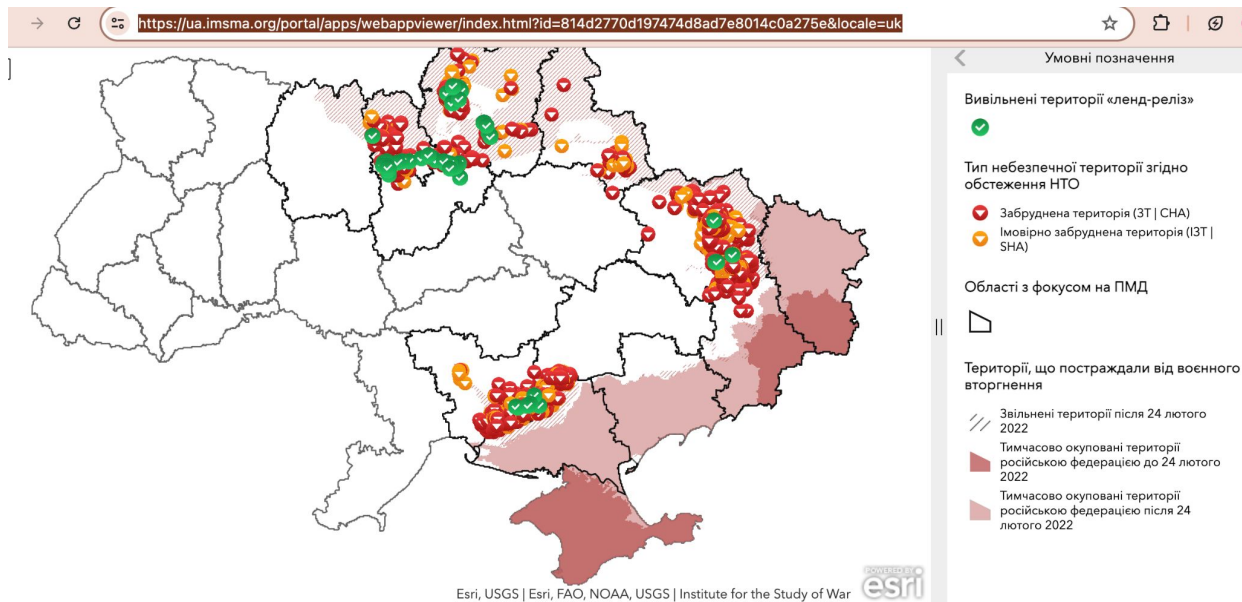 https://ua.imsma.org/portal/apps/webappviewer/index.html?id=814d2770d197474d8ad7e8014c0a275e&locale=uk
Умовні позначення
Вивільнені території «ленд-реліз»
Тип небезпечної території згідно
обстеження НТО
Забруднена територія (ЗТ | CHA)
Імовірно забруднена територія (ІЗТ |
SHA)
Області з фокусом на ПМД
Території, що постраждали від воєнного
вторгнення
Звільнені території після 24 лютого
2022
Тимчасово окуповані території
російською федерацією до 24 лютого
2022
Тимчасово окуповані території
російською федерацією після 24
лютого 2022
Esri, USGS | Esri, FAO, NOAA, USGS | Institute for the Study of War
POWERED BY
esri